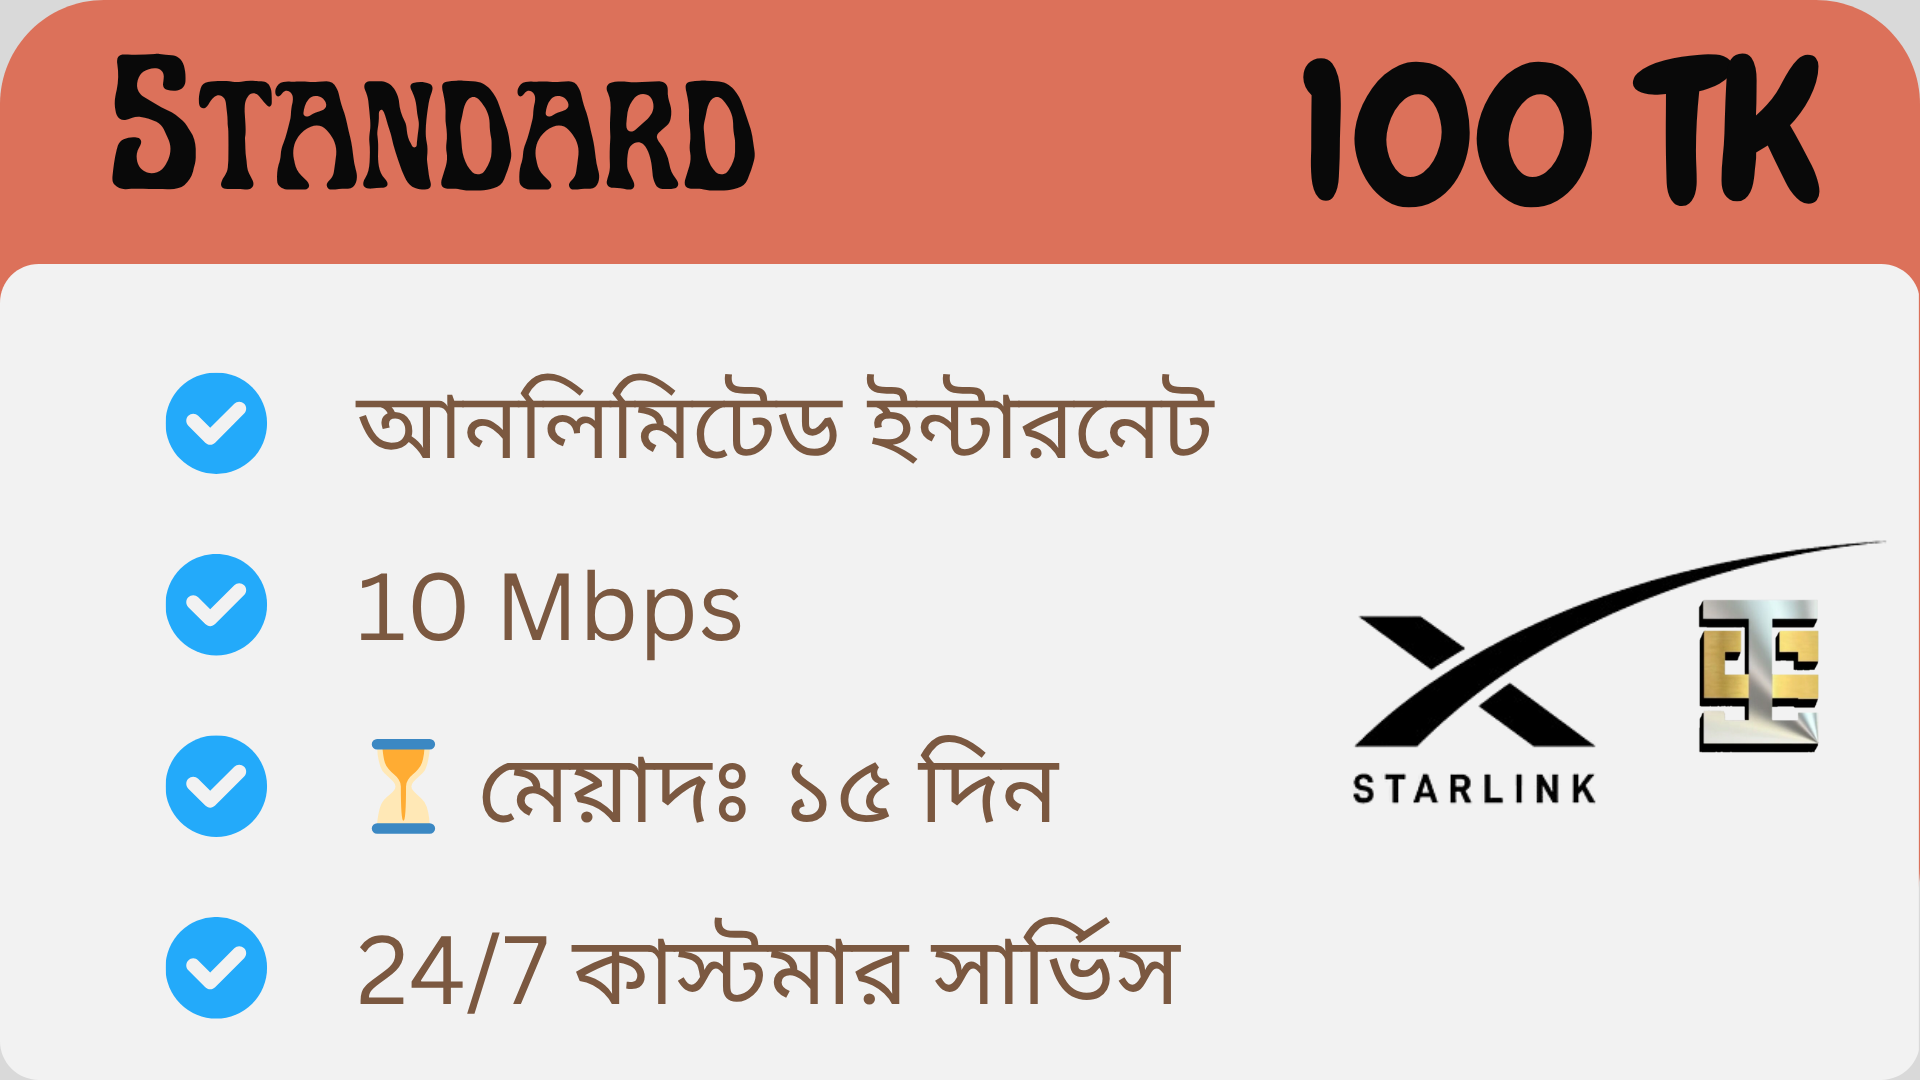 STANDARD
100 TK
আনলিমিটেড ইন্টারনেট
10 Mbps
⏳ মেয়াদঃ ১৫ দিন
24/7 কাস্টমার সার্ভিস
STARLINK